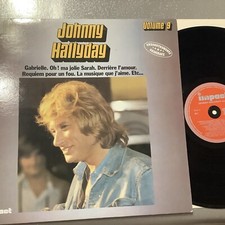 Johnny
Hallyday
Volume 9
Gabrielle. Oh! ma jolie Sarah. Derrière l'amour.
Requiem pour un fou. La musique que j'aime. Etc...
impact